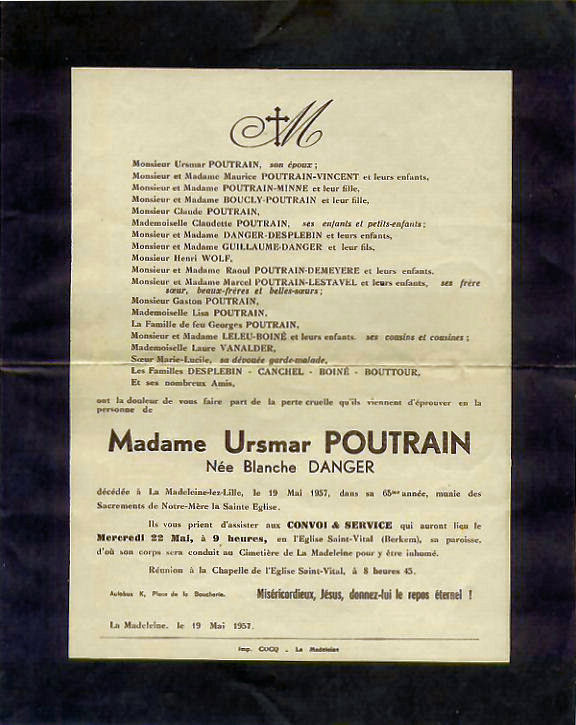 M
Monsieur Ursmar POUTRAIN, son époux ;
Monsieur et Madame Maurice POUTRAIN-VINCENT et leurs enfants,
Monsieur et Madame POUTRAIN-MINNE et leur fille,
Monsieur et Madame BOUCLY-POUTRAIN et leur fille,
Monsieur Claude POUTRAIN,
Mademoiselle Claudette POUTRAIN, ses enfants et petits-enfants ;
Monsieur et Madame DANGER-DESPLEBIN et leurs enfants,
Monsieur et Madame GUILLAUME-DANGER et leur fils,
Monsieur Henri WOLF,
Monsieur et Madame Raoul POUTRAIN-DEMEYERE et leurs enfants,
Monsieur et Madame Marcel POUTRAIN-LESTAVEL et leurs enfants, ses frère
sœur, beaux-frères et belles-sœurs ;
Monsieur Gaston POUTRAIN,
Mademoiselle Lisa POUTRAIN,
La Famille de feu Georges POUTRAIN,
Monsieur et Madame LELEU-BOINÉ et leurs enfants. ses cousins et cousines ;
Mademoiselle Laure VANALDER,
Sœur Marie-Lucile, sa dévouée garde-malade,
Les Familles DESPLEBIN - CANCHEL - BOINÉ - BOUTTOUR,
Et ses nombreux Amis,
ont la douleur de vous faire part de la perte cruelle qu'ils viennent d'éprouver en la
personne de
Madame Ursmar POUTRAIN
Née Blanche DANGER
décédée à La Madeleine-lez-Lille, le 19 Mai 1957, dans sa 65me année, munie des
Sacrements de Notre-Mère la Sainte Eglise.
Ils vous prient d'assister aux CONVOI & SERVICE qui auront lieu le
Mercredi 22 Mai, à 9 heures, en l'Eglise Saint-Vital (Berkem), sa paroisse,
d'où son corps sera conduit au Cimetière de La Madeleine pour y être inhumé.
Réunion à la Chapelle de l'Eglise Saint-Vital, à 8 heures 45.
Autobus K, Place de la Boucherie. Miséricordieux, Jésus, donnez-lui le repos éternel !
La Madeleine. le 19 Mai 1957.
Imp. COCQ - La Madeleine